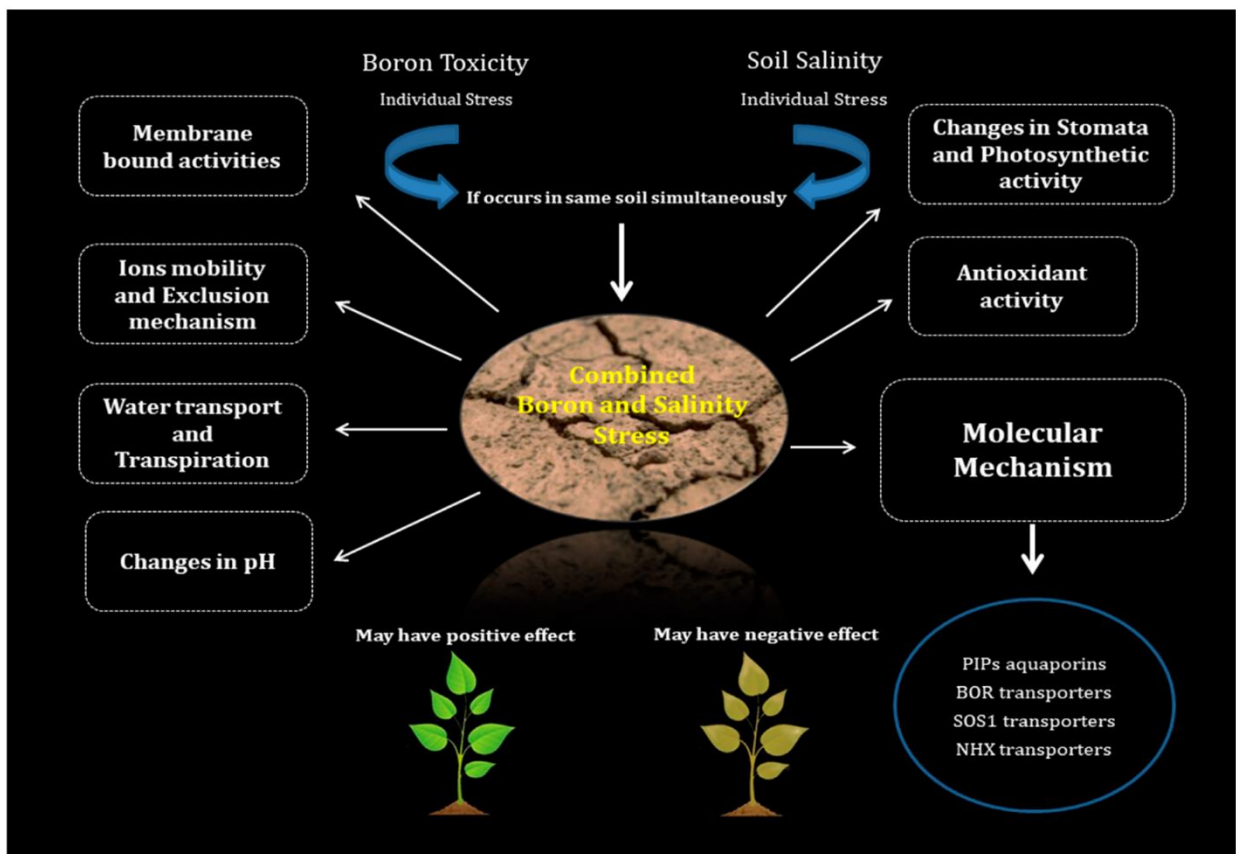 Boron Toxicity
Individual Stress
Soil Salinity
Individual Stress
If occurs in same soil simultaneously
Membrane
bound activities
Ions mobility
and Exclusion
mechanism
Water transport
and
Transpiration
Changes in pH
Combined
Boron and Salinity
Stress
Changes in Stomata
and Photosynthetic
activity
Antioxidant
activity
Molecular
Mechanism
May have positive effect
May have negative effect
PIPs aquaporins
BOR transporters
SOS1 transporters
NHX transporters